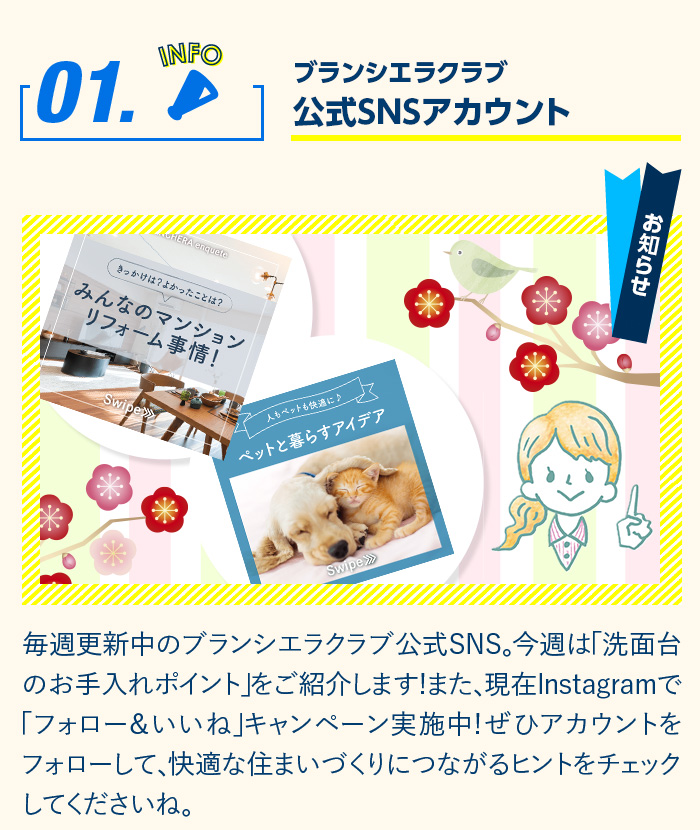 01.
INFO
ブランシエラクラブ
公式SNSアカウント
お知らせ
enquete
きっかけは?よかったことは?
みんなのマンション
リフォーム事情!
Swipe
人もペットも快適に♪
ペットと暮らすアイデア
Swipe
毎週更新中のブランシエラクラブ公式SNS。今週は「洗面台
のお手入れポイント」をご紹介します!また、現在Instagramで
「フォロー&いいね」キャンペーン実施中!ぜひアカウントを
フォローして、快適な住まいづくりにつながるヒントをチェック
してくださいね。